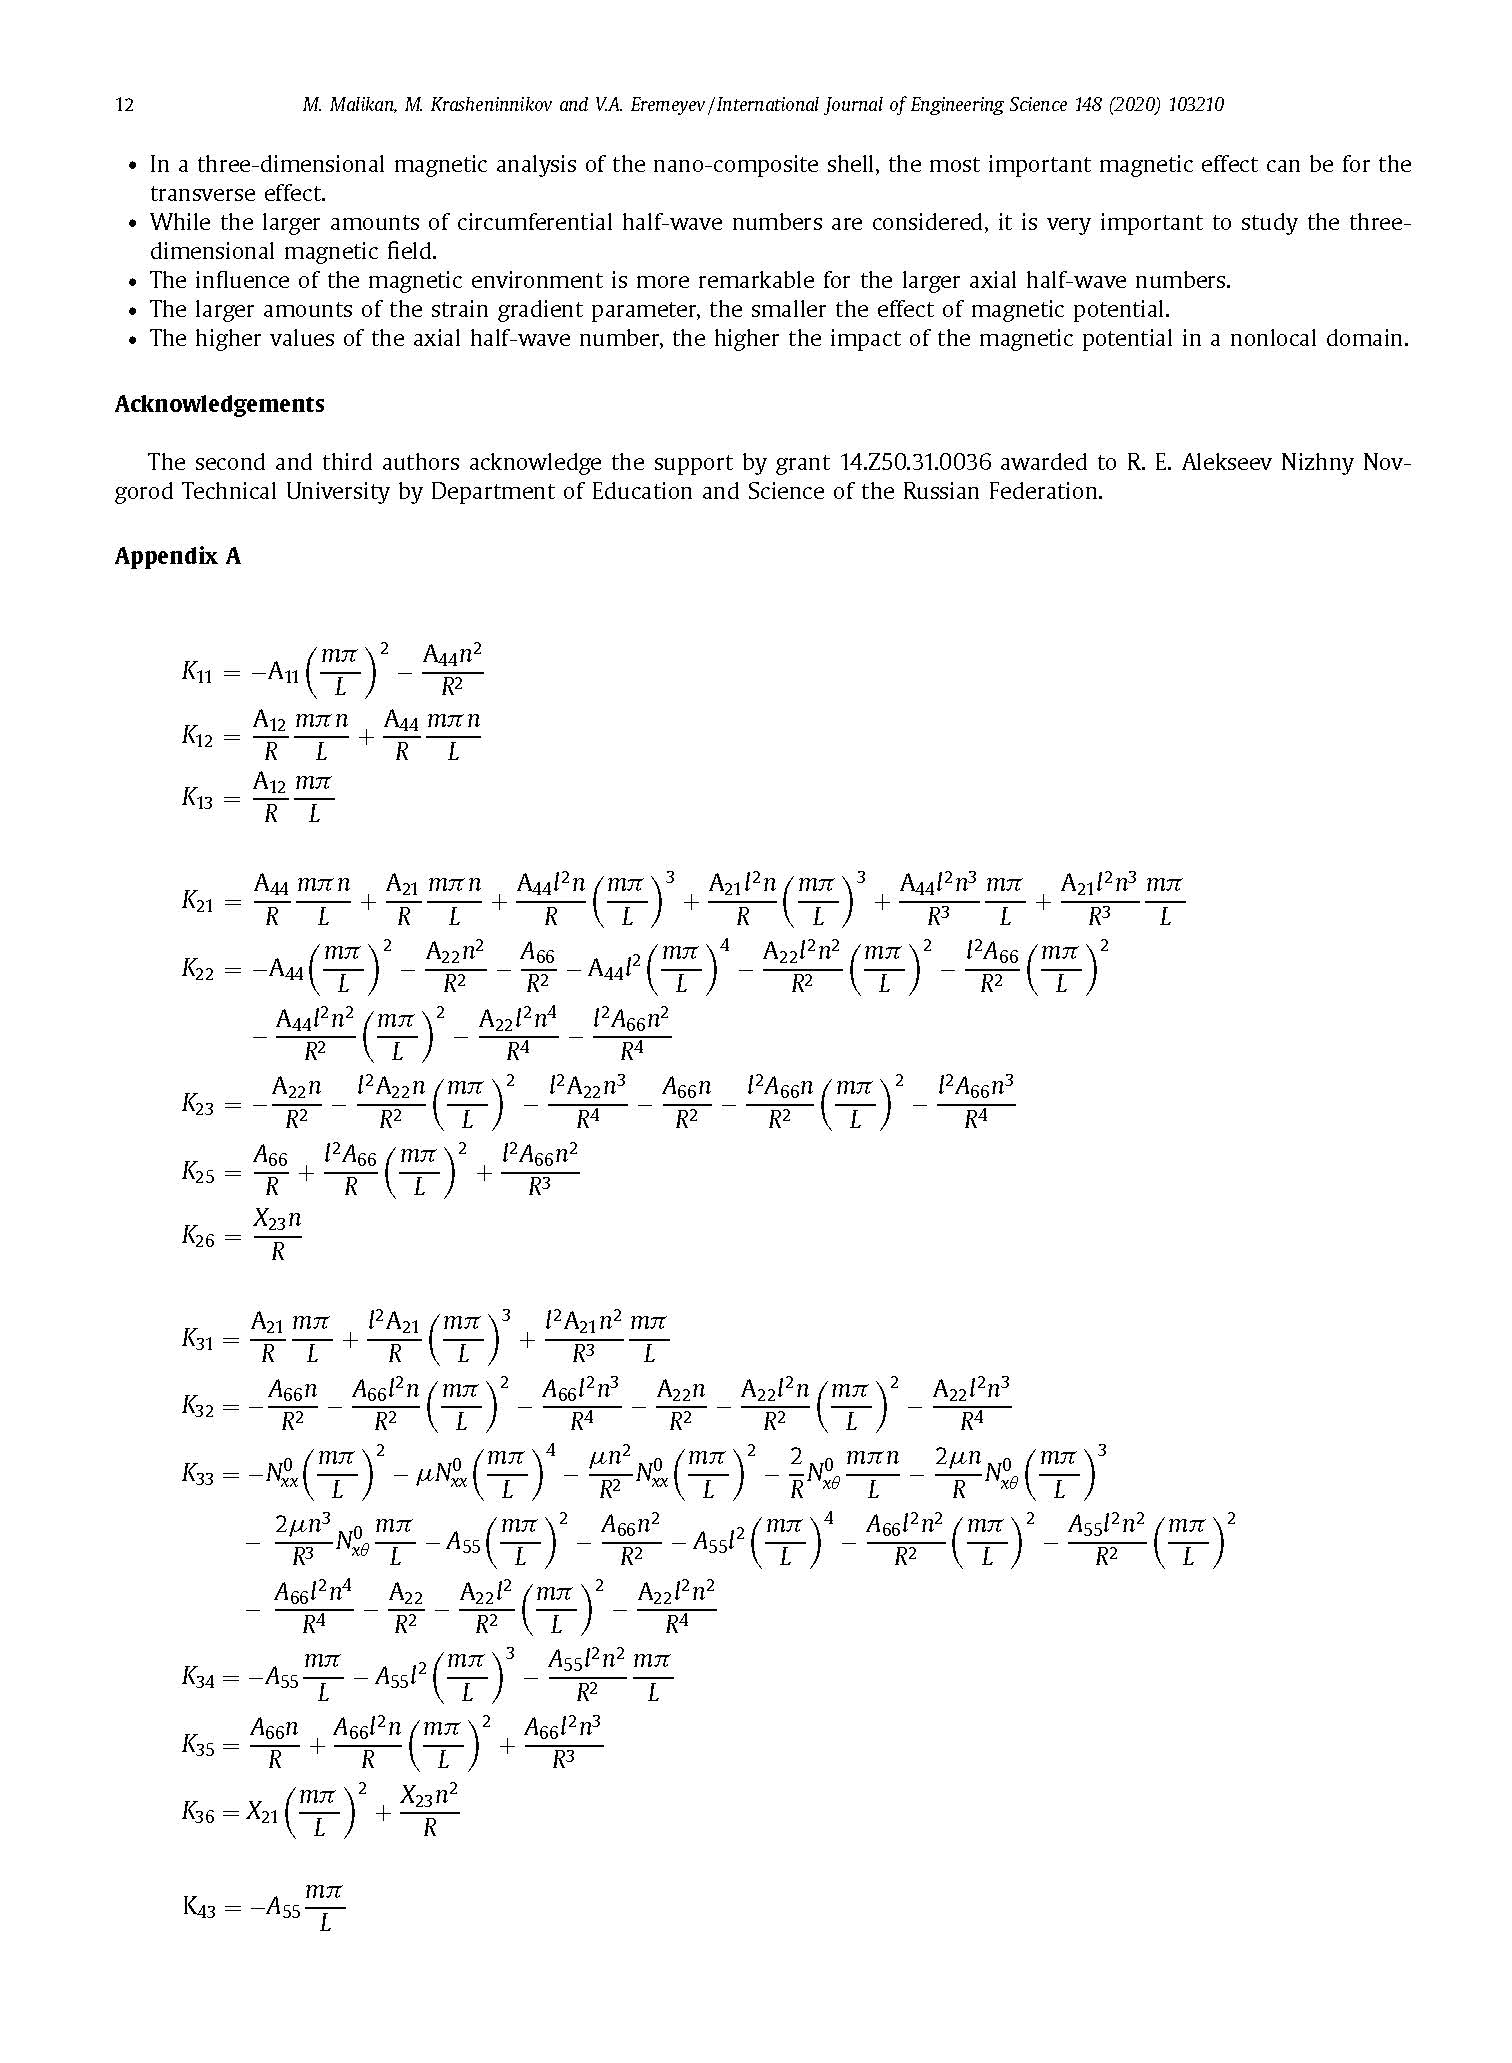 12 M. Malikan, M. Krasheninnikov and V.A. Eremeyev / International Journal of Engineering Science 148 (2020) 103210
• In a three-dimensional magnetic analysis of the nano-composite shell, the most important magnetic effect can be for the
transverse effect.
• While the larger amounts of circumferential half-wave numbers are considered, it is very important to study the three-
dimensional magnetic field.
• The influence of the magnetic environment is more remarkable for the larger axial half-wave numbers.
• The larger amounts of the strain gradient parameter, the smaller the effect of magnetic potential.
• The higher values of the axial half-wave number, the higher the impact of the magnetic potential in a nonlocal domain.
Acknowledgements
The second and third authors acknowledge the support by grant 14.Z50.31.0036 awarded to R. E. Alekseev Nizhny Nov-
gorod Technical University by Department of Education and Science of the Russian Federation.
Appendix A
$K_{11} = -A_{11}\left(\frac{m\pi}{L}\right)^2 - \frac{A_{44}n^2}{R^2}$
$K_{12} = \frac{A_{12}}{R}\frac{m\pi n}{L} + \frac{A_{44}}{R}\frac{m\pi n}{L}$
$K_{13} = \frac{A_{12}}{R}\frac{m\pi}{L}$
$K_{21} = \frac{A_{44}}{R}\frac{m\pi n}{L} + \frac{A_{21}}{R}\frac{m\pi n}{L} + \frac{A_{44}l^2n}{R}\left(\frac{m\pi}{L}\right)^3 + \frac{A_{21}l^2n}{R}\left(\frac{m\pi}{L}\right)^3 + \frac{A_{44}l^2n^3}{R^3}\frac{m\pi}{L} + \frac{A_{21}l^2n^3}{R^3}\frac{m\pi}{L}$
$K_{22} = -A_{44}\left(\frac{m\pi}{L}\right)^2 - \frac{A_{22}n^2}{R^2} - \frac{A_{66}}{R^2} - A_{44}l^2\left(\frac{m\pi}{L}\right)^4 - \frac{A_{22}l^2n^2}{R^2}\left(\frac{m\pi}{L}\right)^2 - \frac{l^2A_{66}}{R^2}\left(\frac{m\pi}{L}\right)^2$
$- \frac{A_{44}l^2n^2}{R^2}\left(\frac{m\pi}{L}\right)^2 - \frac{A_{22}l^2n^4}{R^4} - \frac{l^2A_{66}n^2}{R^4}$
$K_{23} = -\frac{A_{22}n}{R^2} - \frac{l^2A_{22}n}{R^2}\left(\frac{m\pi}{L}\right)^2 - \frac{l^2A_{22}n^3}{R^4} - \frac{A_{66}n}{R^2} - \frac{l^2A_{66}n}{R^2}\left(\frac{m\pi}{L}\right)^2 - \frac{l^2A_{66}n^3}{R^4}$
$K_{25} = \frac{A_{66}}{R} + \frac{l^2A_{66}}{R}\left(\frac{m\pi}{L}\right)^2 + \frac{l^2A_{66}n^2}{R^3}$
$K_{26} = \frac{X_{23}n}{R}$
$K_{31} = \frac{A_{21}}{R}\frac{m\pi}{L} + \frac{l^2A_{21}}{R}\left(\frac{m\pi}{L}\right)^3 + \frac{l^2A_{21}n^2}{R^3}\frac{m\pi}{L}$
$K_{32} = -\frac{A_{66}n}{R^2} - \frac{A_{66}l^2n}{R^2}\left(\frac{m\pi}{L}\right)^2 - \frac{A_{66}l^2n^3}{R^4} - \frac{A_{22}n}{R^2} - \frac{A_{22}l^2n}{R^2}\left(\frac{m\pi}{L}\right)^2 - \frac{A_{22}l^2n^3}{R^4}$
$K_{33} = -N_{xx}^0\left(\frac{m\pi}{L}\right)^2 - \mu N_{xx}^0\left(\frac{m\pi}{L}\right)^4 - \frac{\mu n^2}{R^2}N_{xx}^0\left(\frac{m\pi}{L}\right)^2 - \frac{2}{R}N_{x\theta}^0\frac{m\pi n}{L} - \frac{2\mu n}{R}N_{x\theta}^0\left(\frac{m\pi}{L}\right)^3$
$- \frac{2\mu n^3}{R^3}N_{x\theta}^0\frac{m\pi}{L} - A_{55}\left(\frac{m\pi}{L}\right)^2 - \frac{A_{66}n^2}{R^2} - A_{55}l^2\left(\frac{m\pi}{L}\right)^4 - \frac{A_{66}l^2n^2}{R^2}\left(\frac{m\pi}{L}\right)^2 - \frac{A_{55}l^2n^2}{R^2}\left(\frac{m\pi}{L}\right)^2$
$- \frac{A_{66}l^2n^4}{R^4} - \frac{A_{22}}{R^2} - \frac{A_{22}l^2}{R^2}\left(\frac{m\pi}{L}\right)^2 - \frac{A_{22}l^2n^2}{R^4}$
$K_{34} = -A_{55}\frac{m\pi}{L} - A_{55}l^2\left(\frac{m\pi}{L}\right)^3 - \frac{A_{55}l^2n^2}{R^2}\frac{m\pi}{L}$
$K_{35} = \frac{A_{66}n}{R} + \frac{A_{66}l^2n}{R}\left(\frac{m\pi}{L}\right)^2 + \frac{A_{66}l^2n^3}{R^3}$
$K_{36} = X_{21}\left(\frac{m\pi}{L}\right)^2 + \frac{X_{23}n^2}{R}$
$K_{43} = -A_{55}\frac{m\pi}{L}$